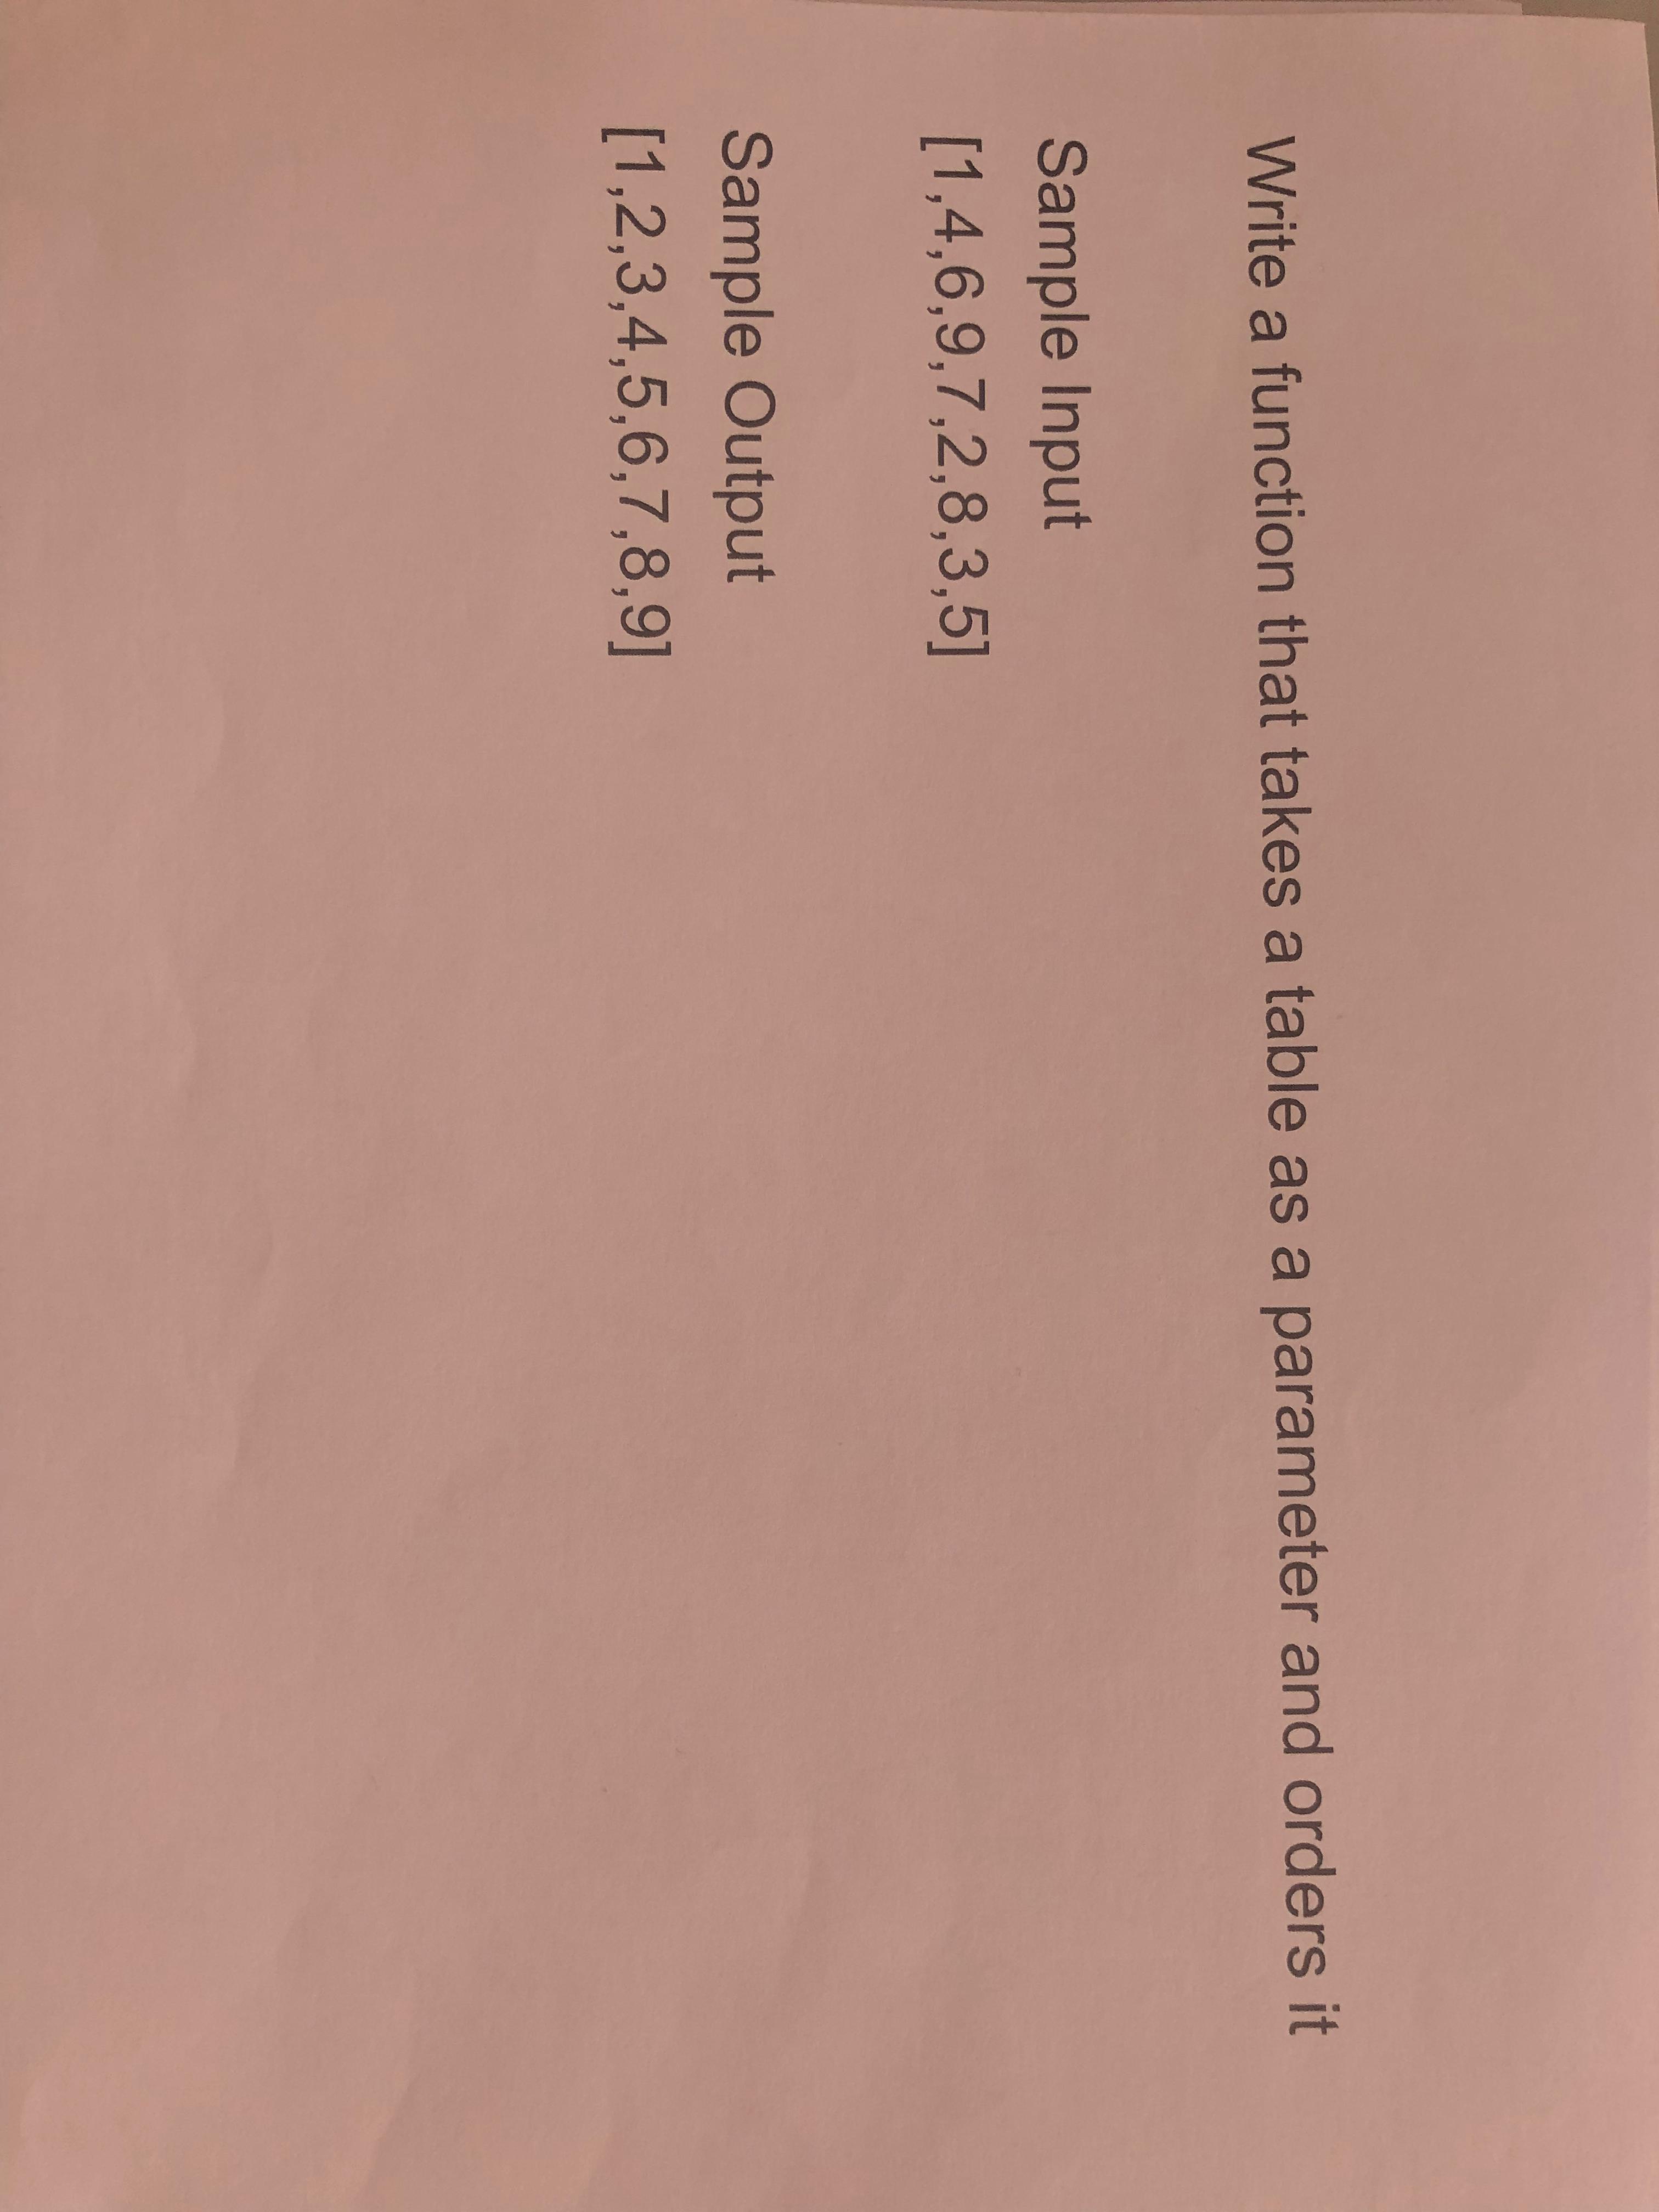 Write a function that takes a table as a parameter and orders it
Sample Input
[1,4,6,9,7,2,8,3,5]
Sample Output
[1,2,3,4,5,6,7,8,9]